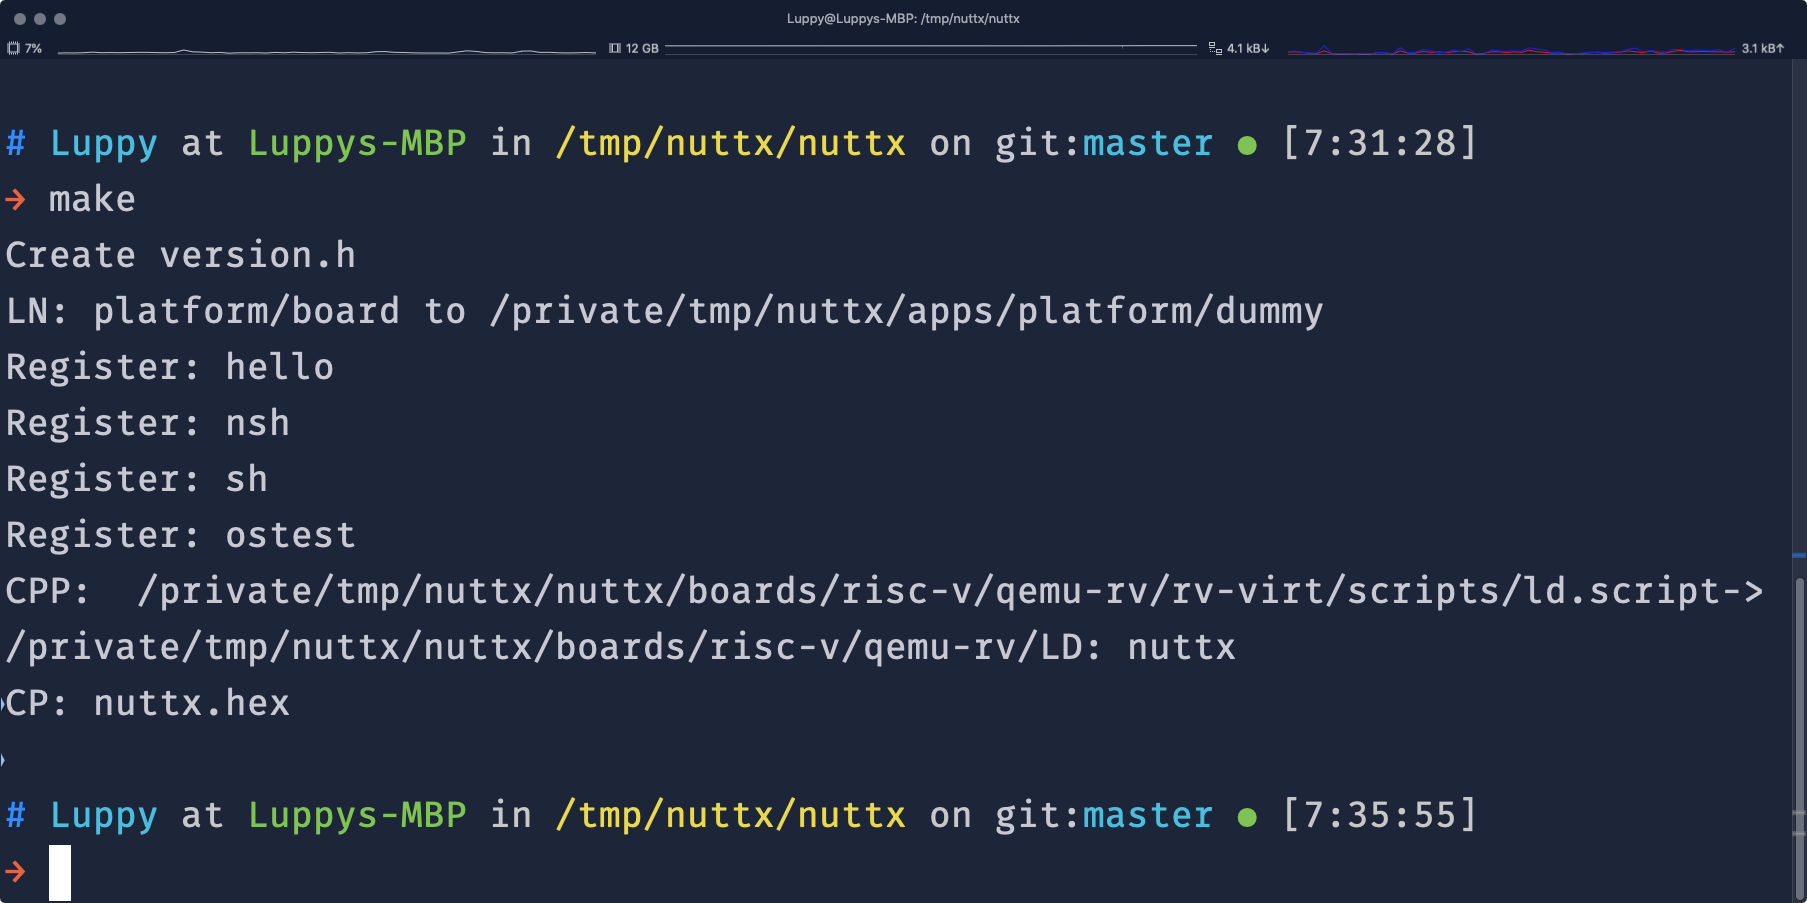 Luppy@Luppys-MBP: /tmp/nuttx/nuttx
7% 12 GB 4.1 kB↓ 3.1 kB↑
# Luppy at Luppys-MBP in /tmp/nuttx/nuttx on git:master ● [7:31:28]
→ make
Create version.h
LN: platform/board to /private/tmp/nuttx/apps/platform/dummy
Register: hello
Register: nsh
Register: sh
Register: ostest
CPP:  /private/tmp/nuttx/nuttx/boards/risc-v/qemu-rv/rv-virt/scripts/ld.script->
/private/tmp/nuttx/nuttx/boards/risc-v/qemu-rv/LD: nuttx
CP: nuttx.hex
# Luppy at Luppys-MBP in /tmp/nuttx/nuttx on git:master ● [7:35:55]
→